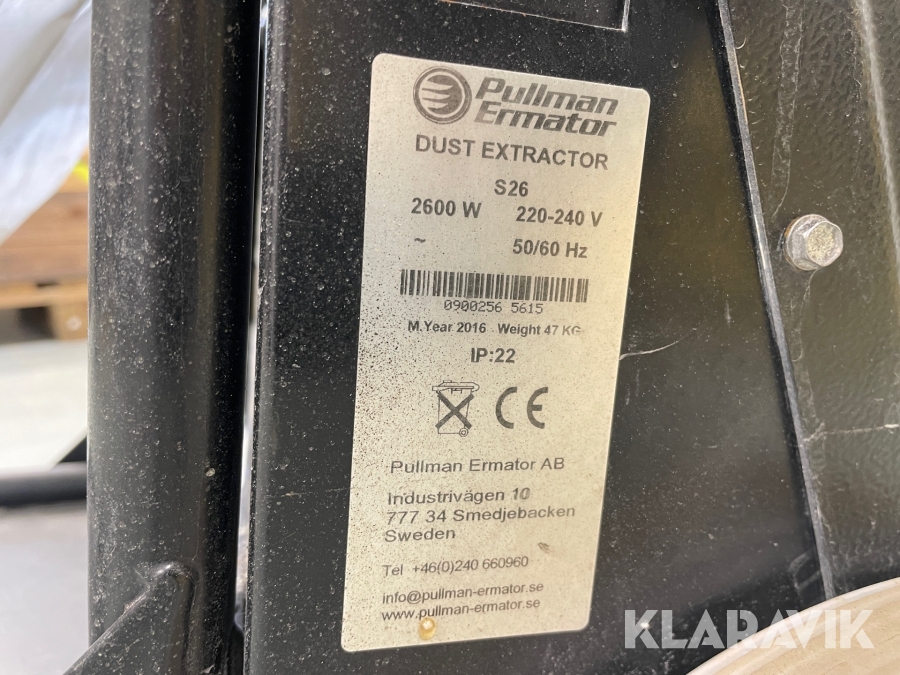 Pullman
Ermator
DUST EXTRACTOR
S26
2600 W 220-240 V
~ 50/60 Hz
0900256 5615
M.Year 2016 Weight 47 KG
IP:22
CE
Pullman Ermator AB
Industrivägen 10
777 34 Smedjebacken
Sweden
Tel +46(0)240 660960
info@pullman-ermator.se
www.pullman-ermator.se
KLARAVIK